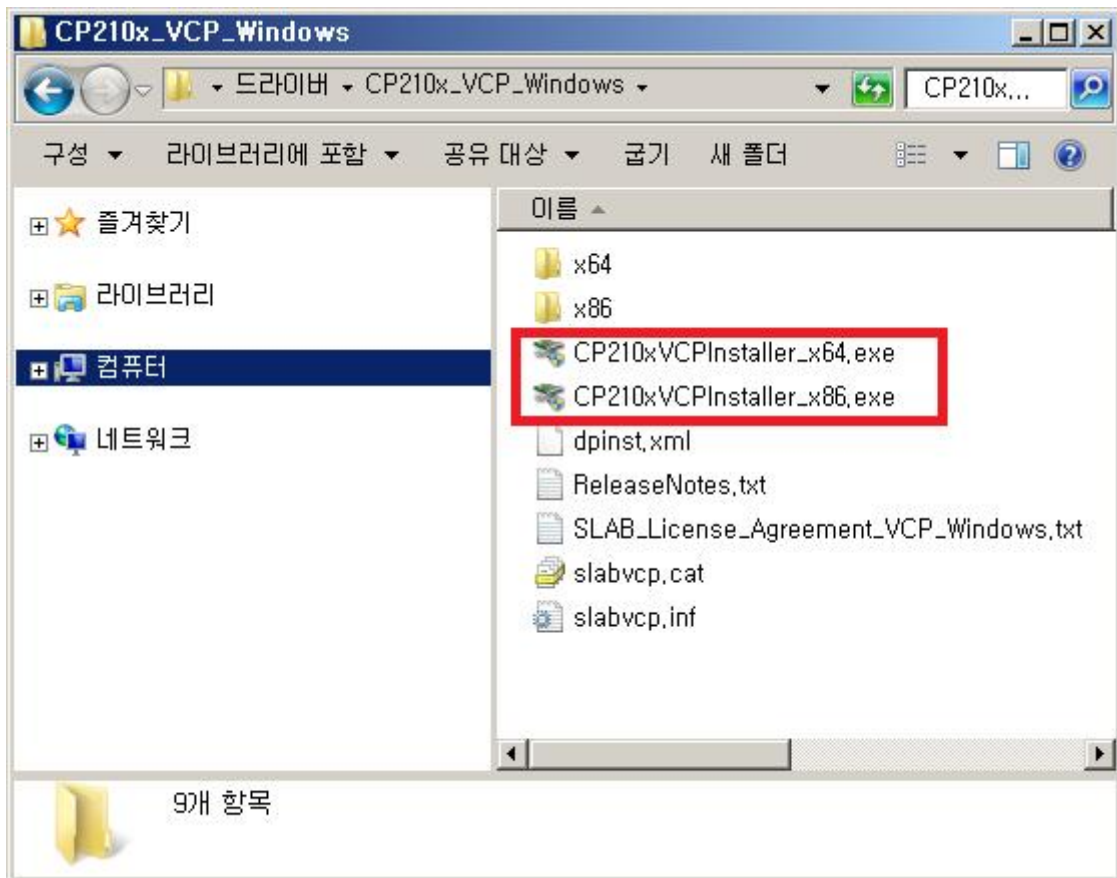 CP210x_VCP_Windows
드라이버 CP210x_VCP_Windows
CP210x...
구성 라이브러리에 포함 공유 대상 굽기 새 폴더
이름
즐겨찾기
라이브러리
컴퓨터
네트워크
x64
x86
CP210xVCPInstaller_x64.exe
CP210xVCPInstaller_x86.exe
dpinst.xml
ReleaseNotes.txt
SLAB_License_Agreement_VCP_Windows.txt
slabvcp.cat
slabvcp.inf
9개 항목